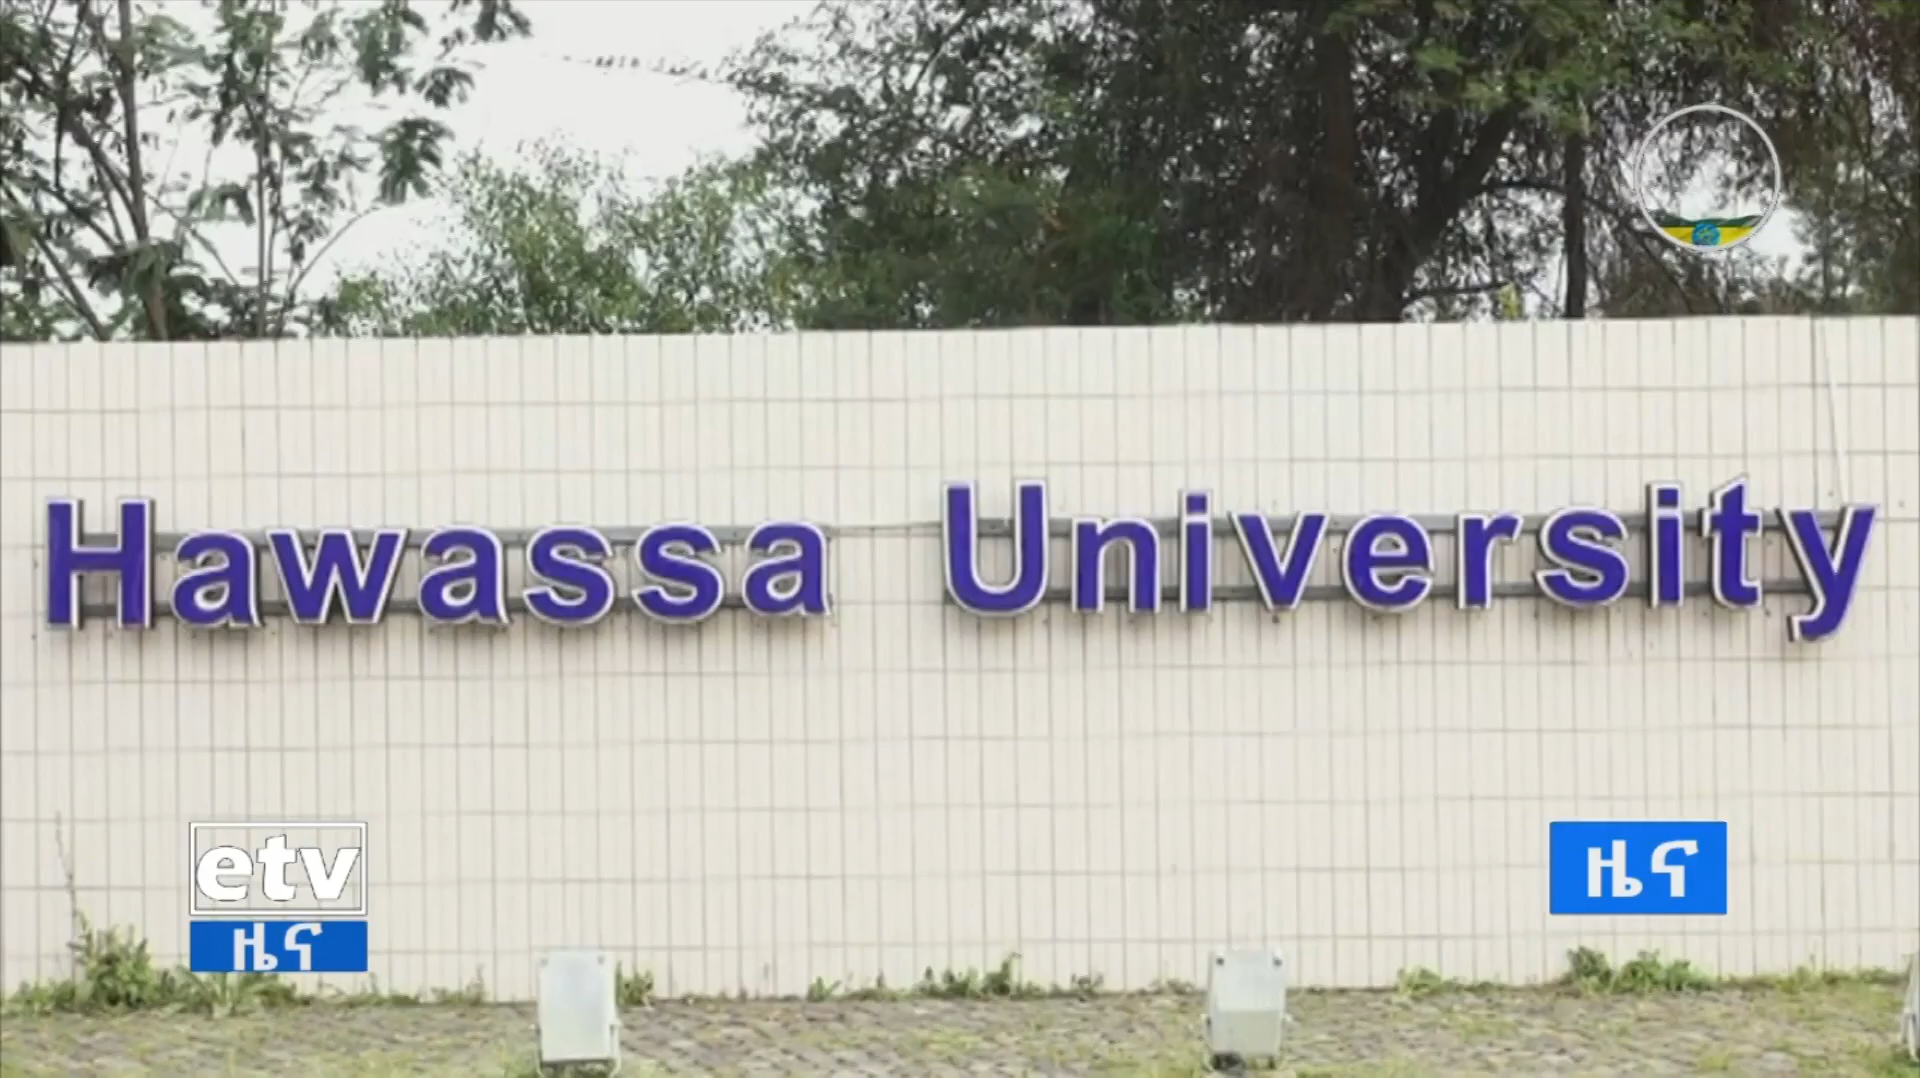 Hawassa University
etv
ዜና
ዜና